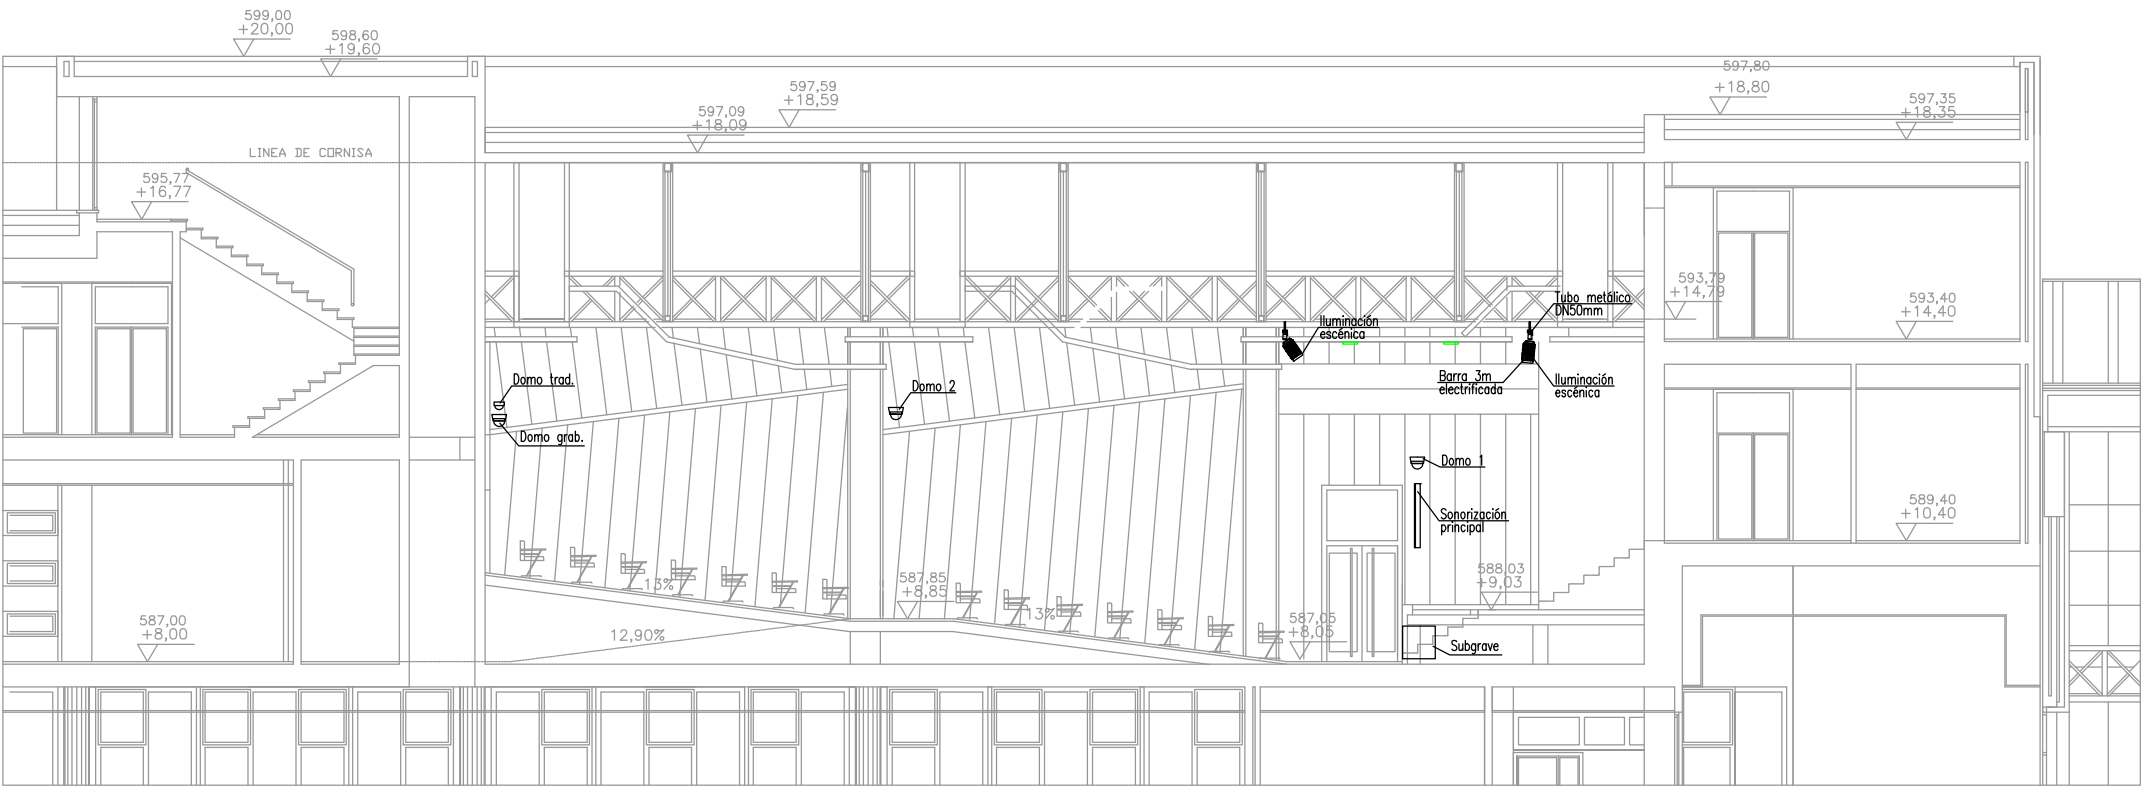 599,00
+20,00
598,60
+19,60
597,59
+18,59
597,09
+18,09
597,80
+18,80
597,35
+18,35
LINEA DE CORNISA
595,77
+16,77
593,79
+14,79
593,40
+14,40
Tubo metálico
DN50mm
Iluminación
escénica
Barra 3m
electrificada
Iluminación
escénica
Domo trad.
Domo grab.
Domo 2
Domo 1
Sonorización
principal
589,40
+10,40
13%
587,85
+8,85
13%
588,03
+9,03
587,05
+8,05
587,00
+8,00
12,90%
Subgrave